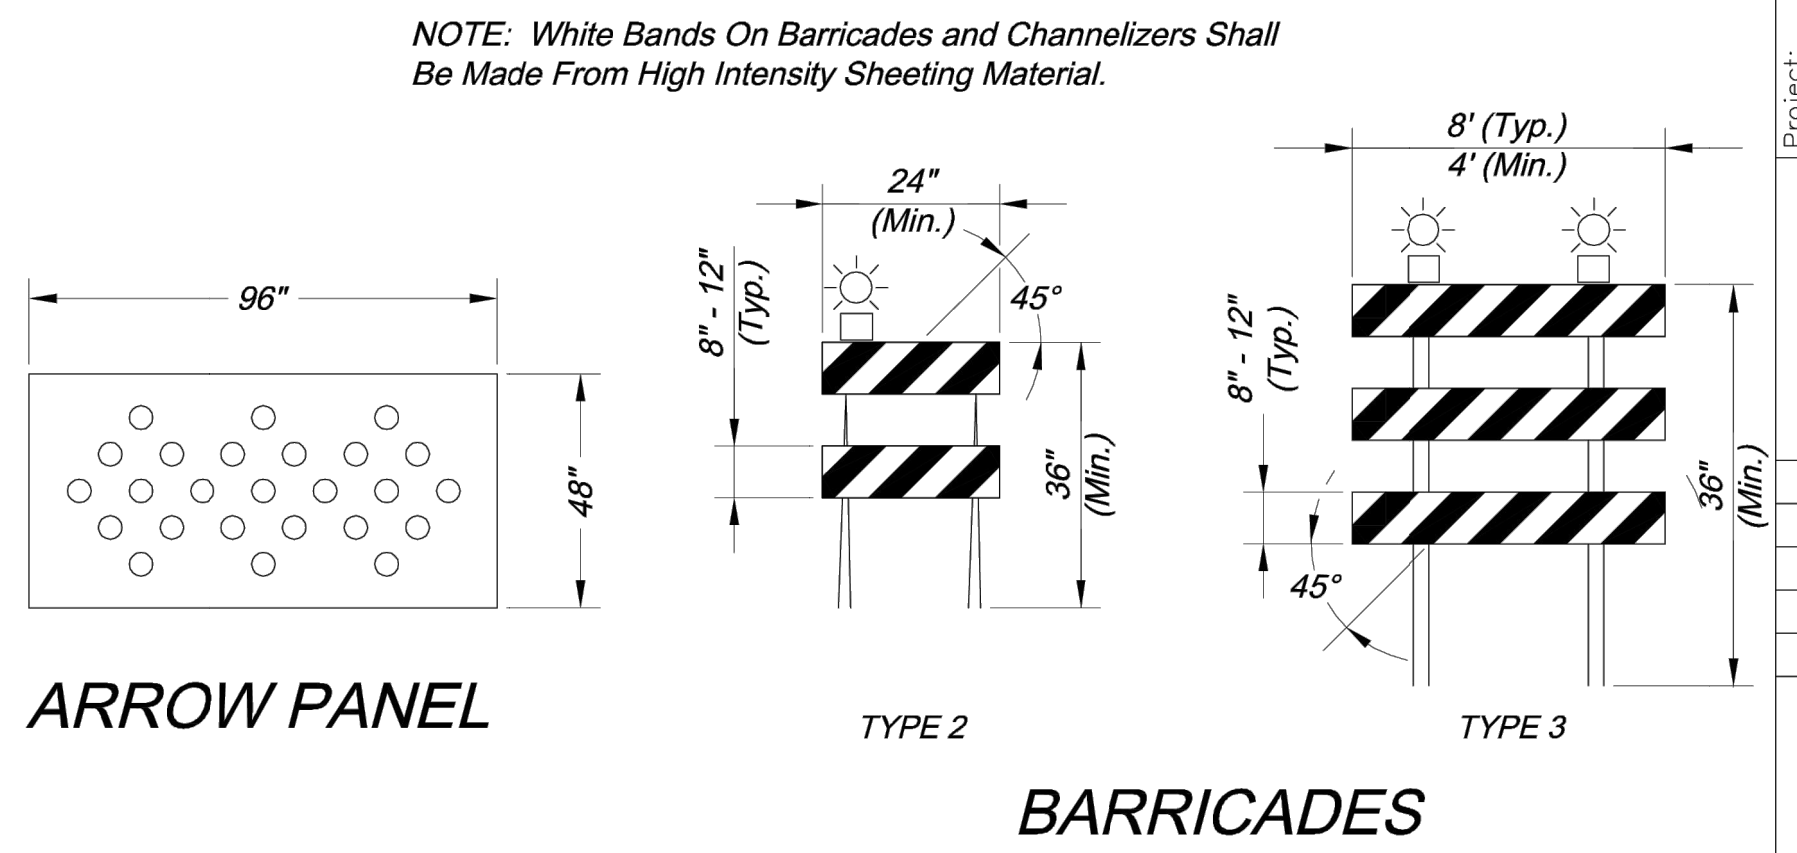 NOTE: White Bands On Barricades and Channelizers Shall
Be Made From High Intensity Sheeting Material.
Project:
96"
48"
ARROW PANEL
24"
(Min.)
8" - 12"
(Typ.)
45°
36"
(Min.)
TYPE 2
8' (Typ.)
4' (Min.)
8" - 12"
(Typ.)
45°
36"
(Min.)
TYPE 3
BARRICADES